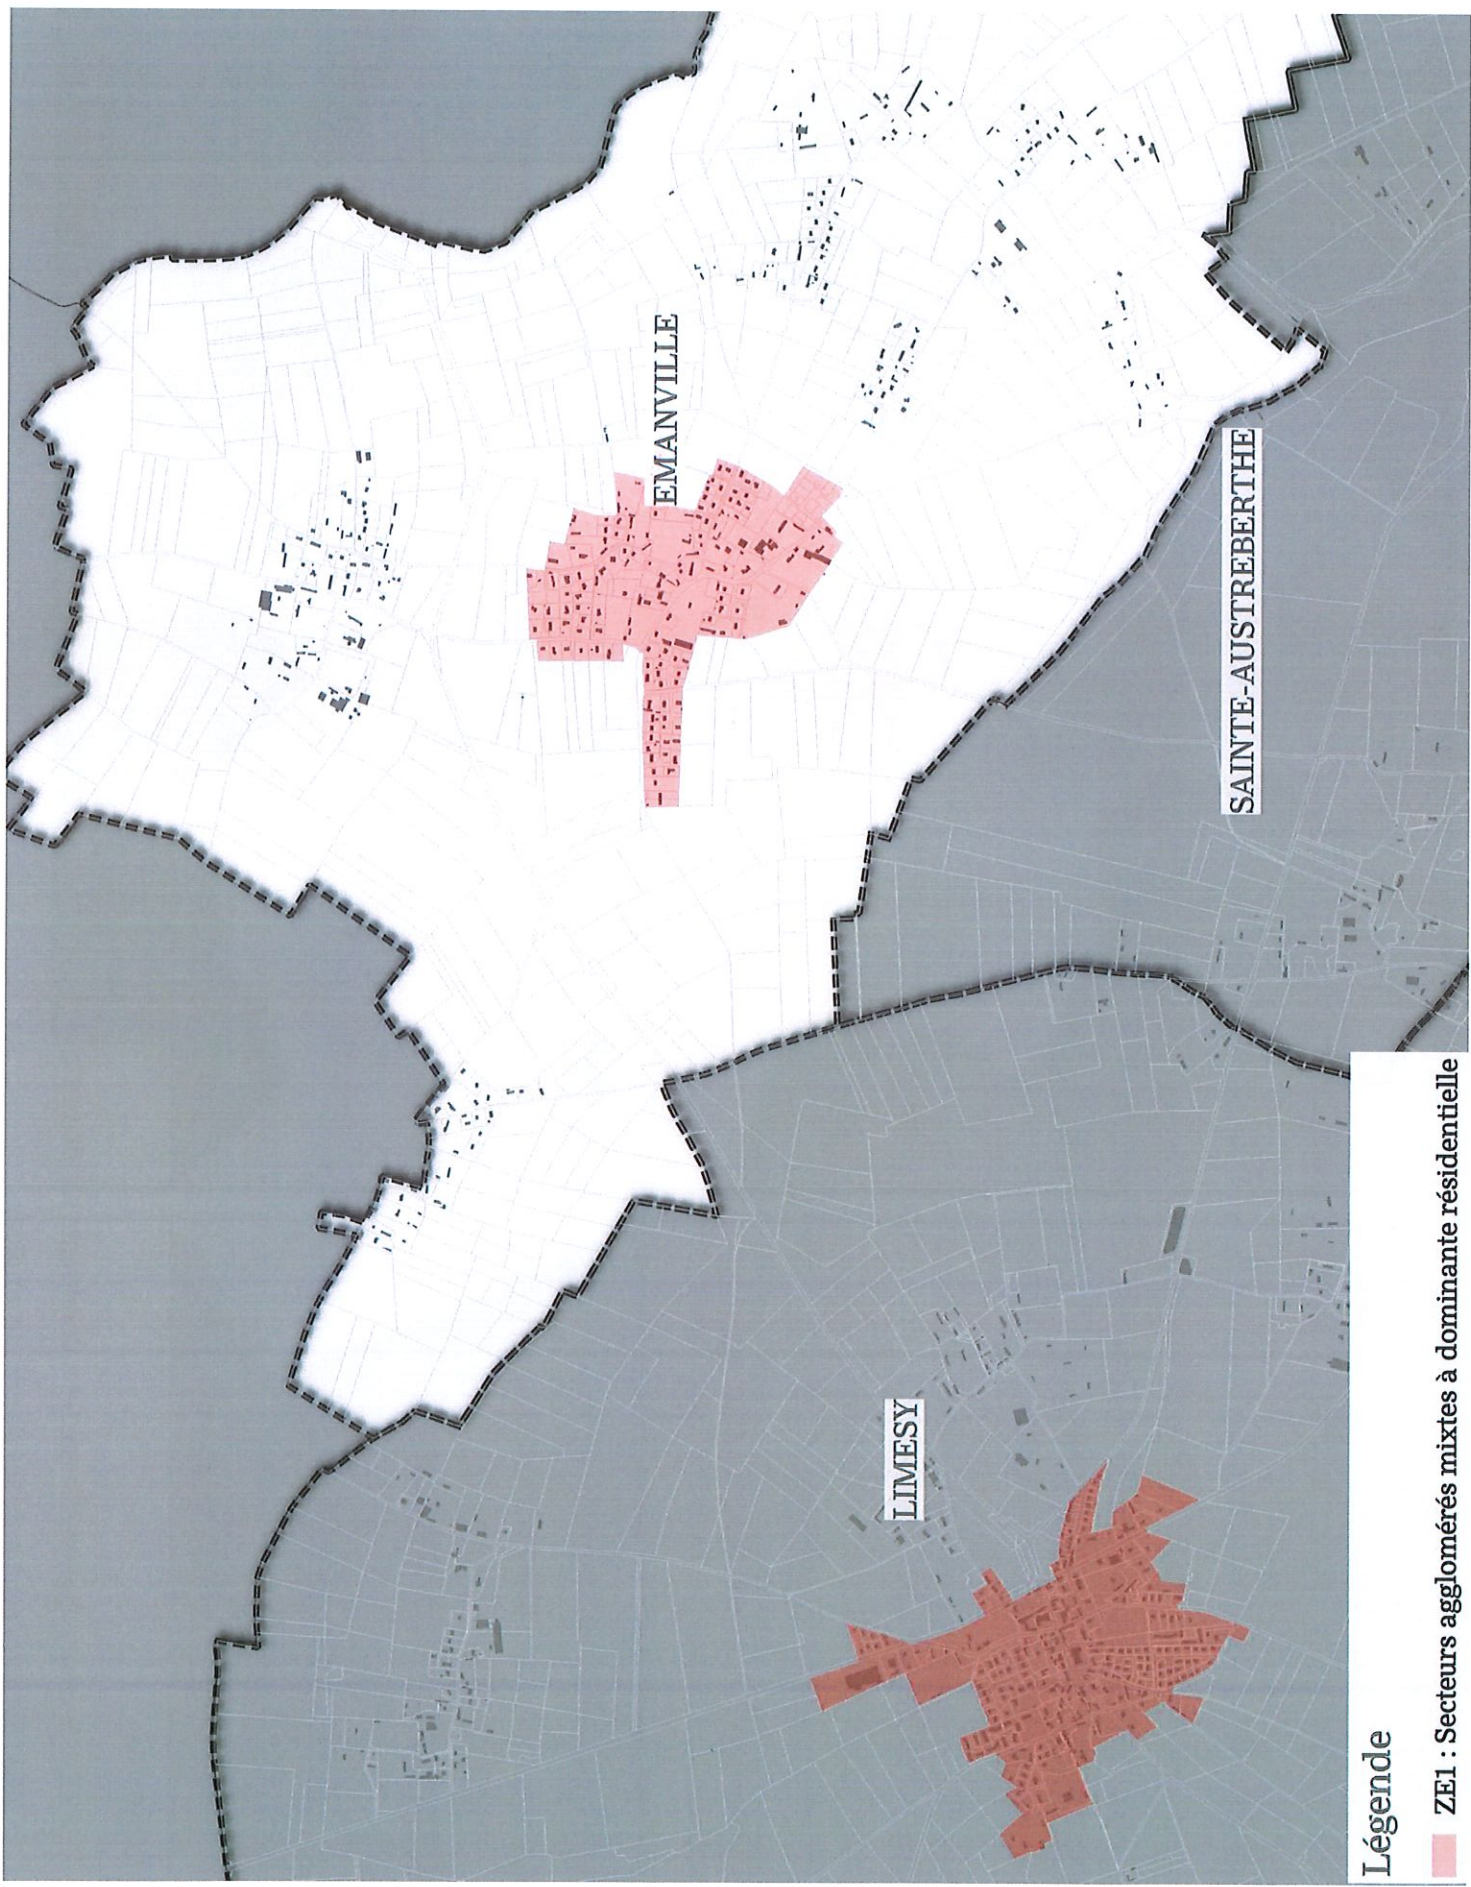 EMANVILLE
SAINTE-AUSTREBERTHE
LIMESY
Légende
ZE1 : Secteurs agglomérés mixtes à dominante résidentielle